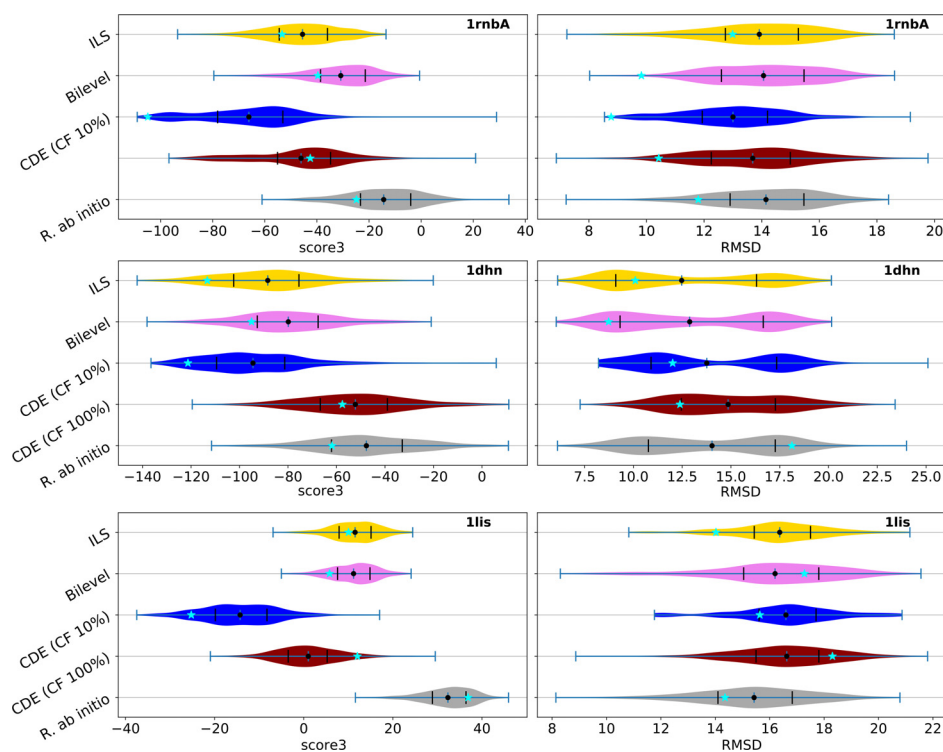 1rnbA
1rnbA
ILS
Bilevel
CDE (CF 10%)
R. ab initio
−100 −80 −60 −40 −20 0 20 40
score3
8 10 12 14 16 18 20
RMSD
1dhn
1dhn
ILS
Bilevel
CDE (CF 10%)
CDE (CF 100%)
R. ab initio
−140 −120 −100 −80 −60 −40 −20 0
score3
7.5 10.0 12.5 15.0 17.5 20.0 22.5 25.0
RMSD
1lis
1lis
ILS
Bilevel
CDE (CF 10%)
CDE (CF 100%)
R. ab initio
−40 −20 0 20 40
score3
8 10 12 14 16 18 20 22
RMSD